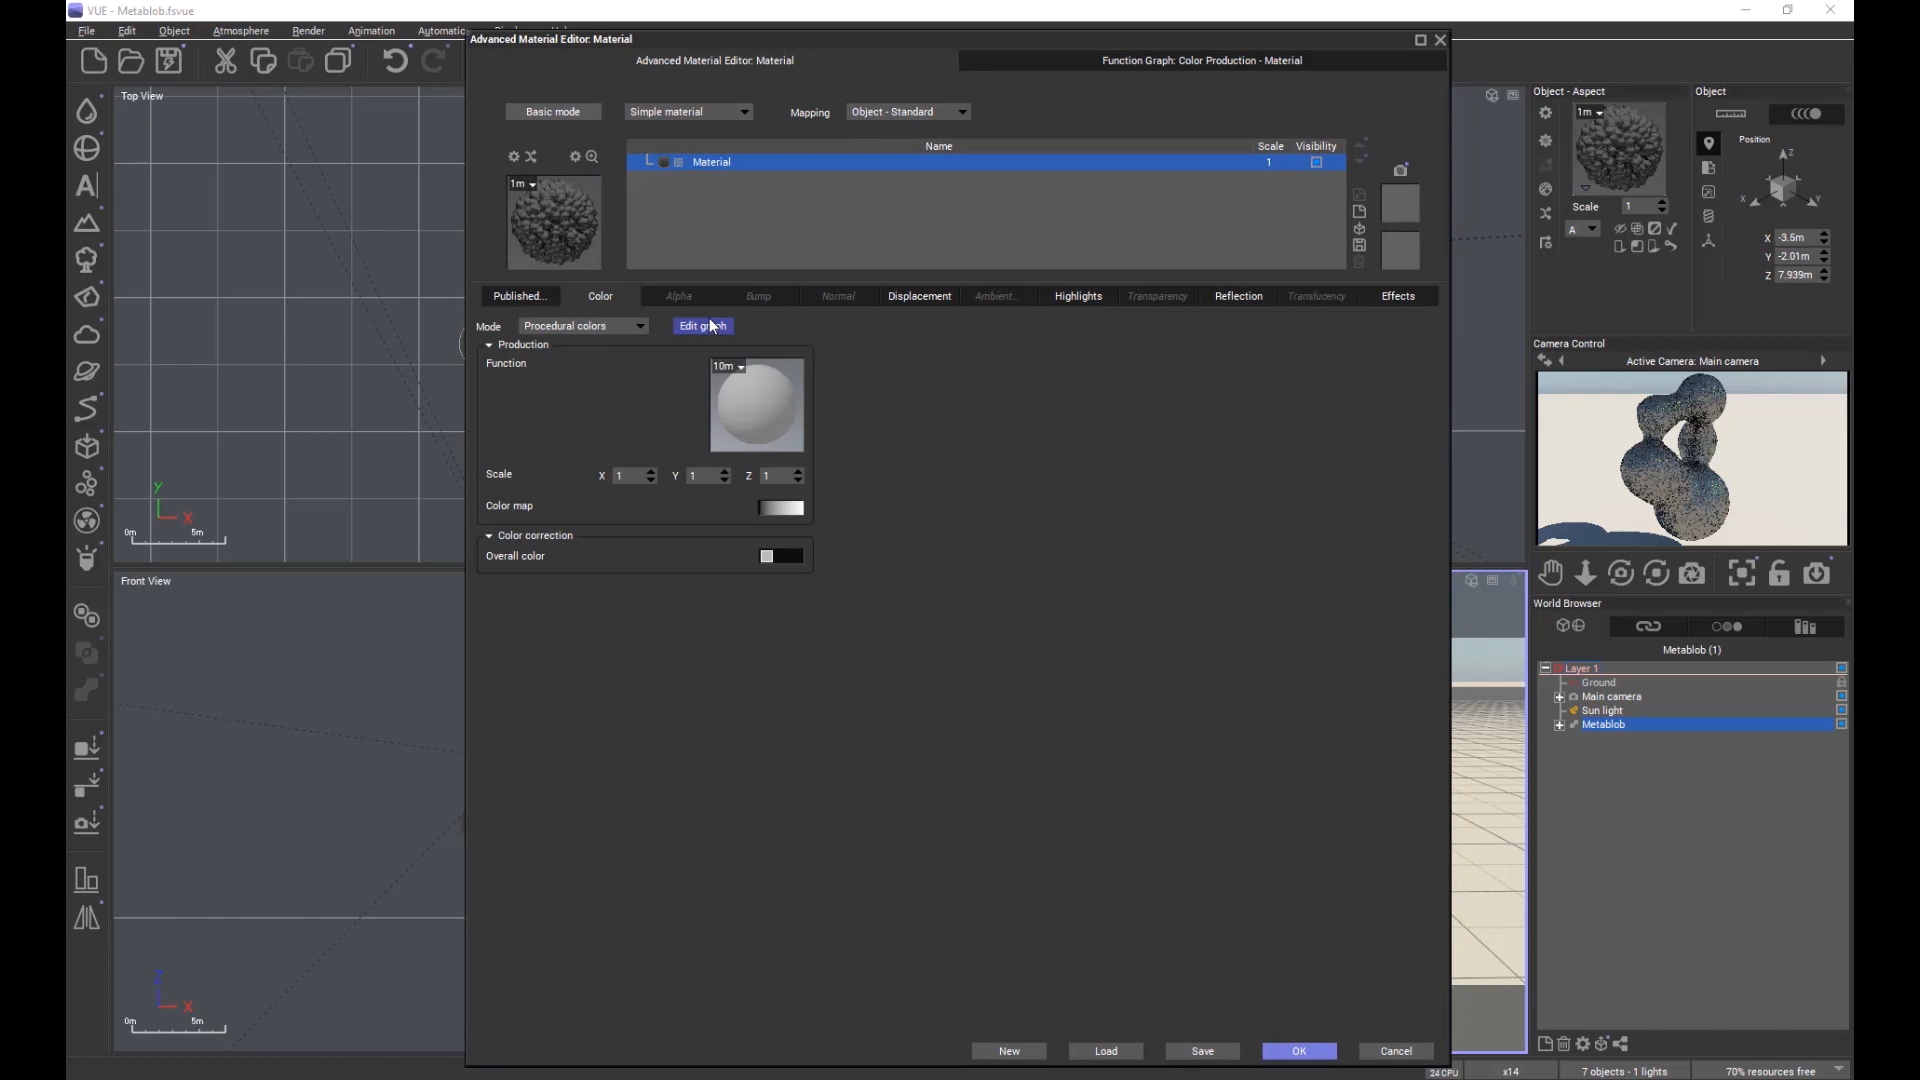 VUE - Metablob.fsvue
File Edit Object Atmosphere Render Animation
Advanced Material Editor: Material
Advanced Material Editor: Material Function Graph: Color Production - Material
Top View
Object - Aspect Object
Basic mode Simple material Mapping Object - Standard
1m
Position
Name Scale Visibility
Material 1
1m
Z
X Y
Scale 1
A
X -3.5m
Y -2.01m
Z 7.939m
Published... Color Alpha Bump Normal Displacement Ambient... Highlights Transparency Reflection Translucency Effects
Mode Procedural colors Edit graph
Production
Function
10m
Camera Control
Active Camera: Main camera
Scale X 1 Y 1 Z 1
Color map
Y
X
0m 5m
Color correction
Overall color
Front View
World Browser
Metablob (1)
Layer 1
Ground
Main camera
Sun light
Metablob
Z
X
0m 5m
New Load Save OK Cancel
24 CPU x14 7 objects - 1 lights 70% resources free